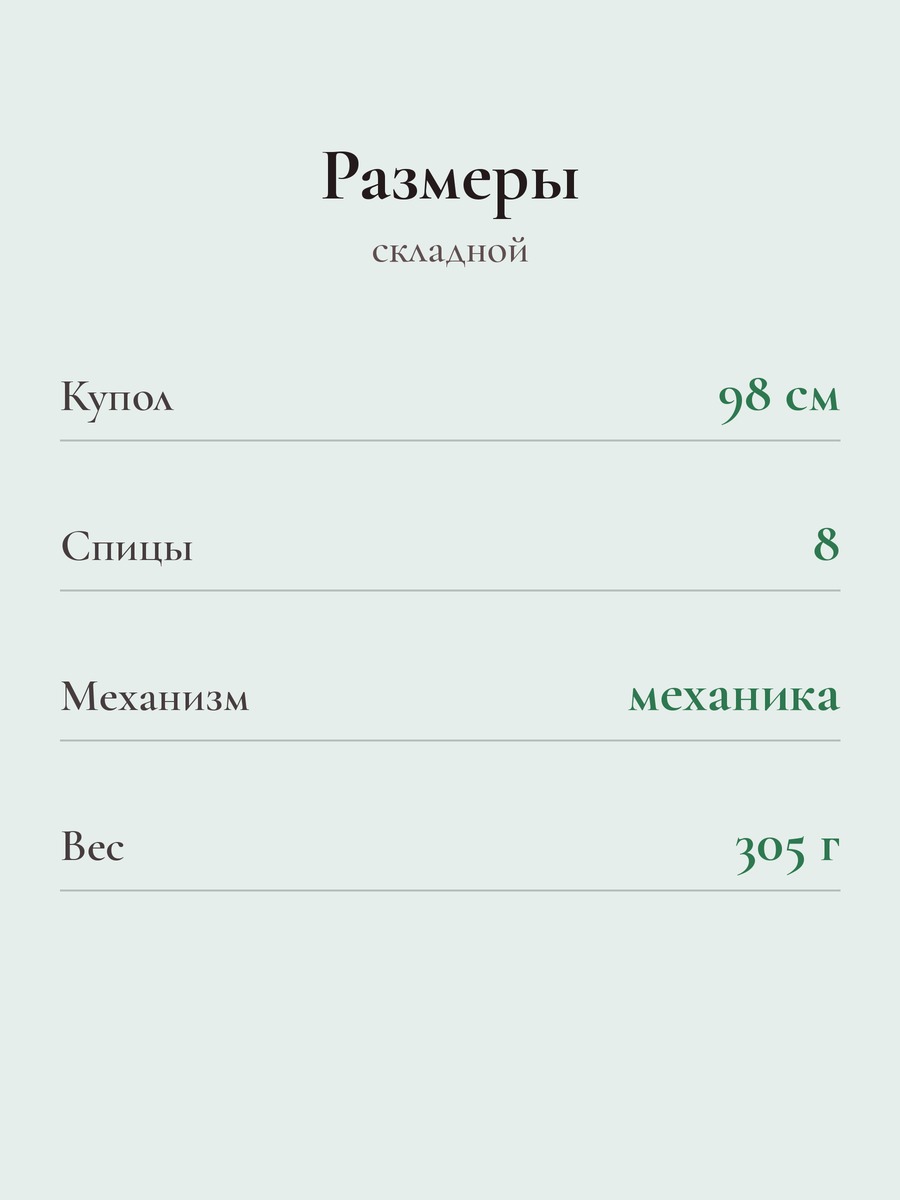 Размеры
складной
Купол 98 см
Спицы 8
Механизм механика
Вес 305 г